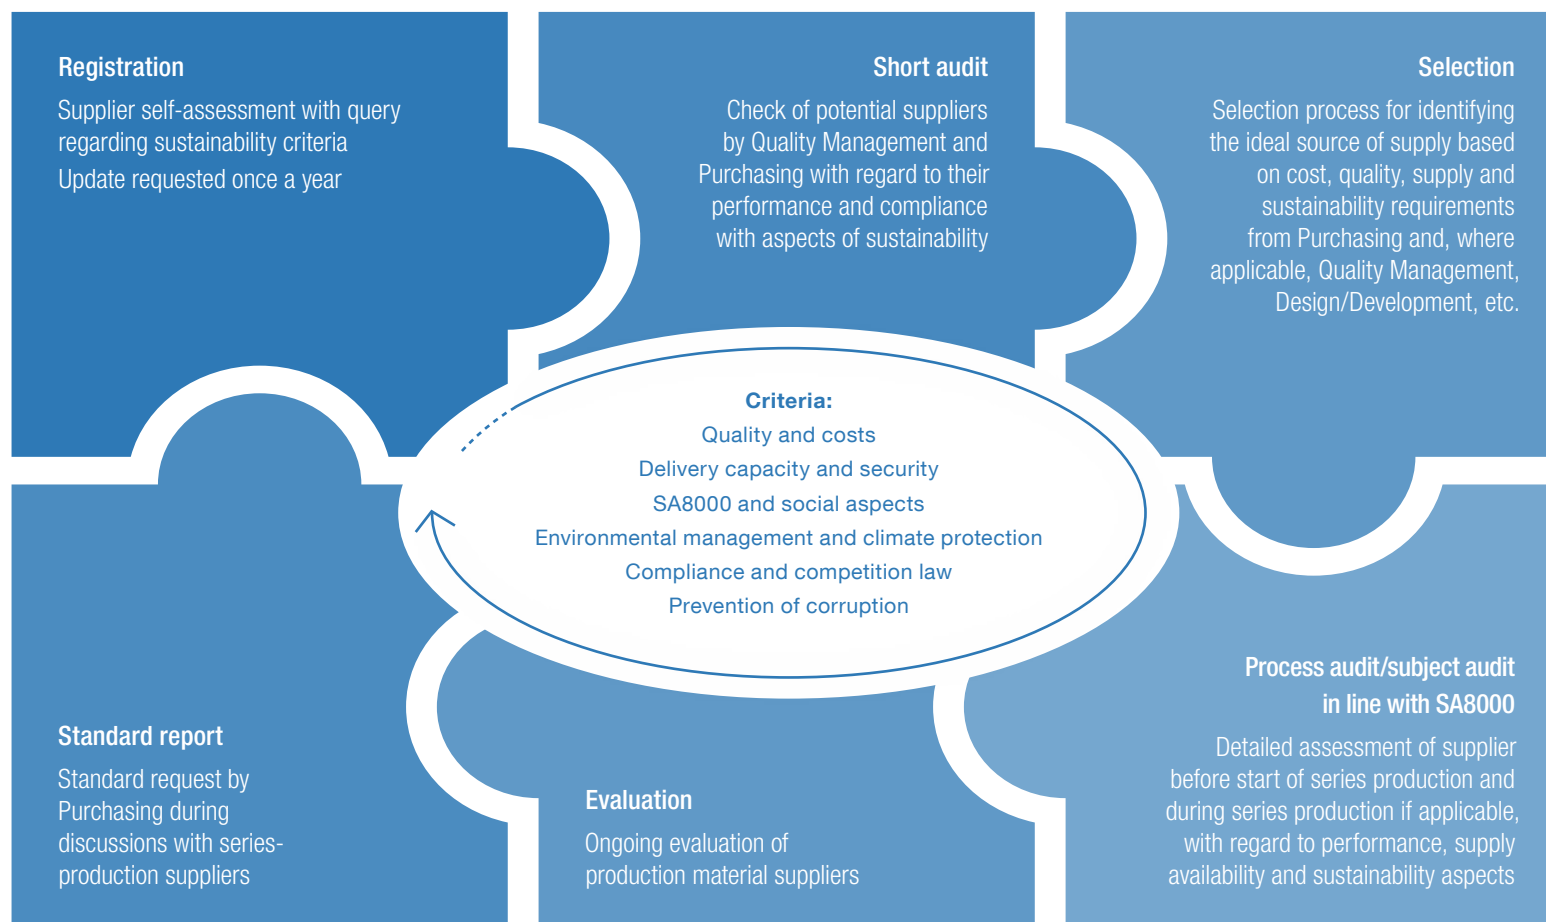 Registration
Supplier self-assessment with query
regarding sustainability criteria
Update requested once a year
Short audit
Check of potential suppliers
by Quality Management and
Purchasing with regard to their
performance and compliance
with aspects of sustainability
Selection
Selection process for identifying
the ideal source of supply based
on cost, quality, supply and
sustainability requirements
from Purchasing and, where
applicable, Quality Management,
Design/Development, etc.
Criteria:
Quality and costs
Delivery capacity and security
SA8000 and social aspects
Environmental management and climate protection
Compliance and competition law
Prevention of corruption
Standard report
Standard request by
Purchasing during
discussions with series-
production suppliers
Evaluation
Ongoing evaluation of
production material suppliers
Process audit/subject audit
in line with SA8000
Detailed assessment of supplier
before start of series production and
during series production if applicable,
with regard to performance, supply
availability and sustainability aspects